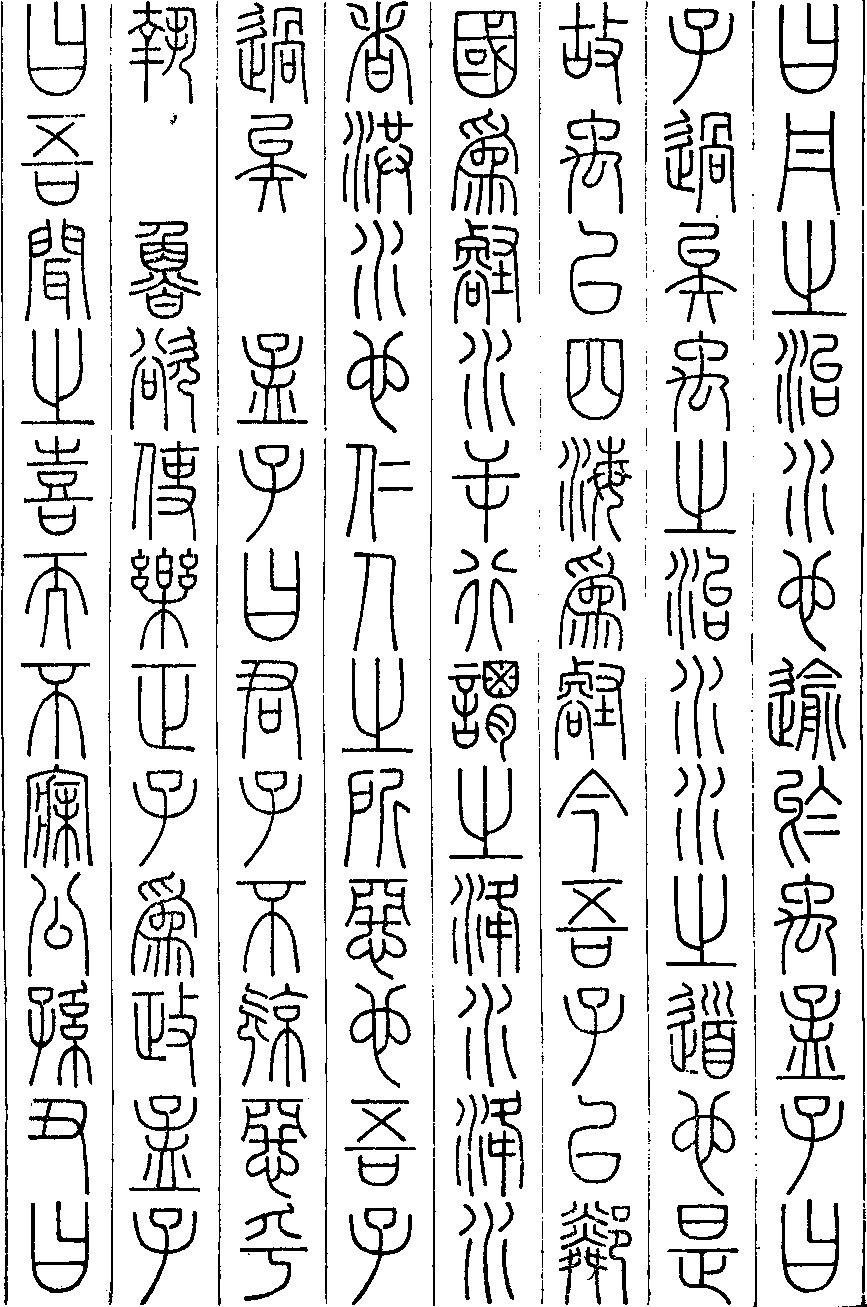 曰丹之治水也逾於禹孟子曰
子過矣禹之治水水之道也是
故禹以四海爲壑今吾子以鄰
國爲壑水逆行謂之洚水洚水
者洪水也仁人之所惡也吾子
過矣　孟子曰君子不亮惡乎
執　魯欲使樂正子爲政孟子
曰吾聞之喜而不寐公孫丑曰